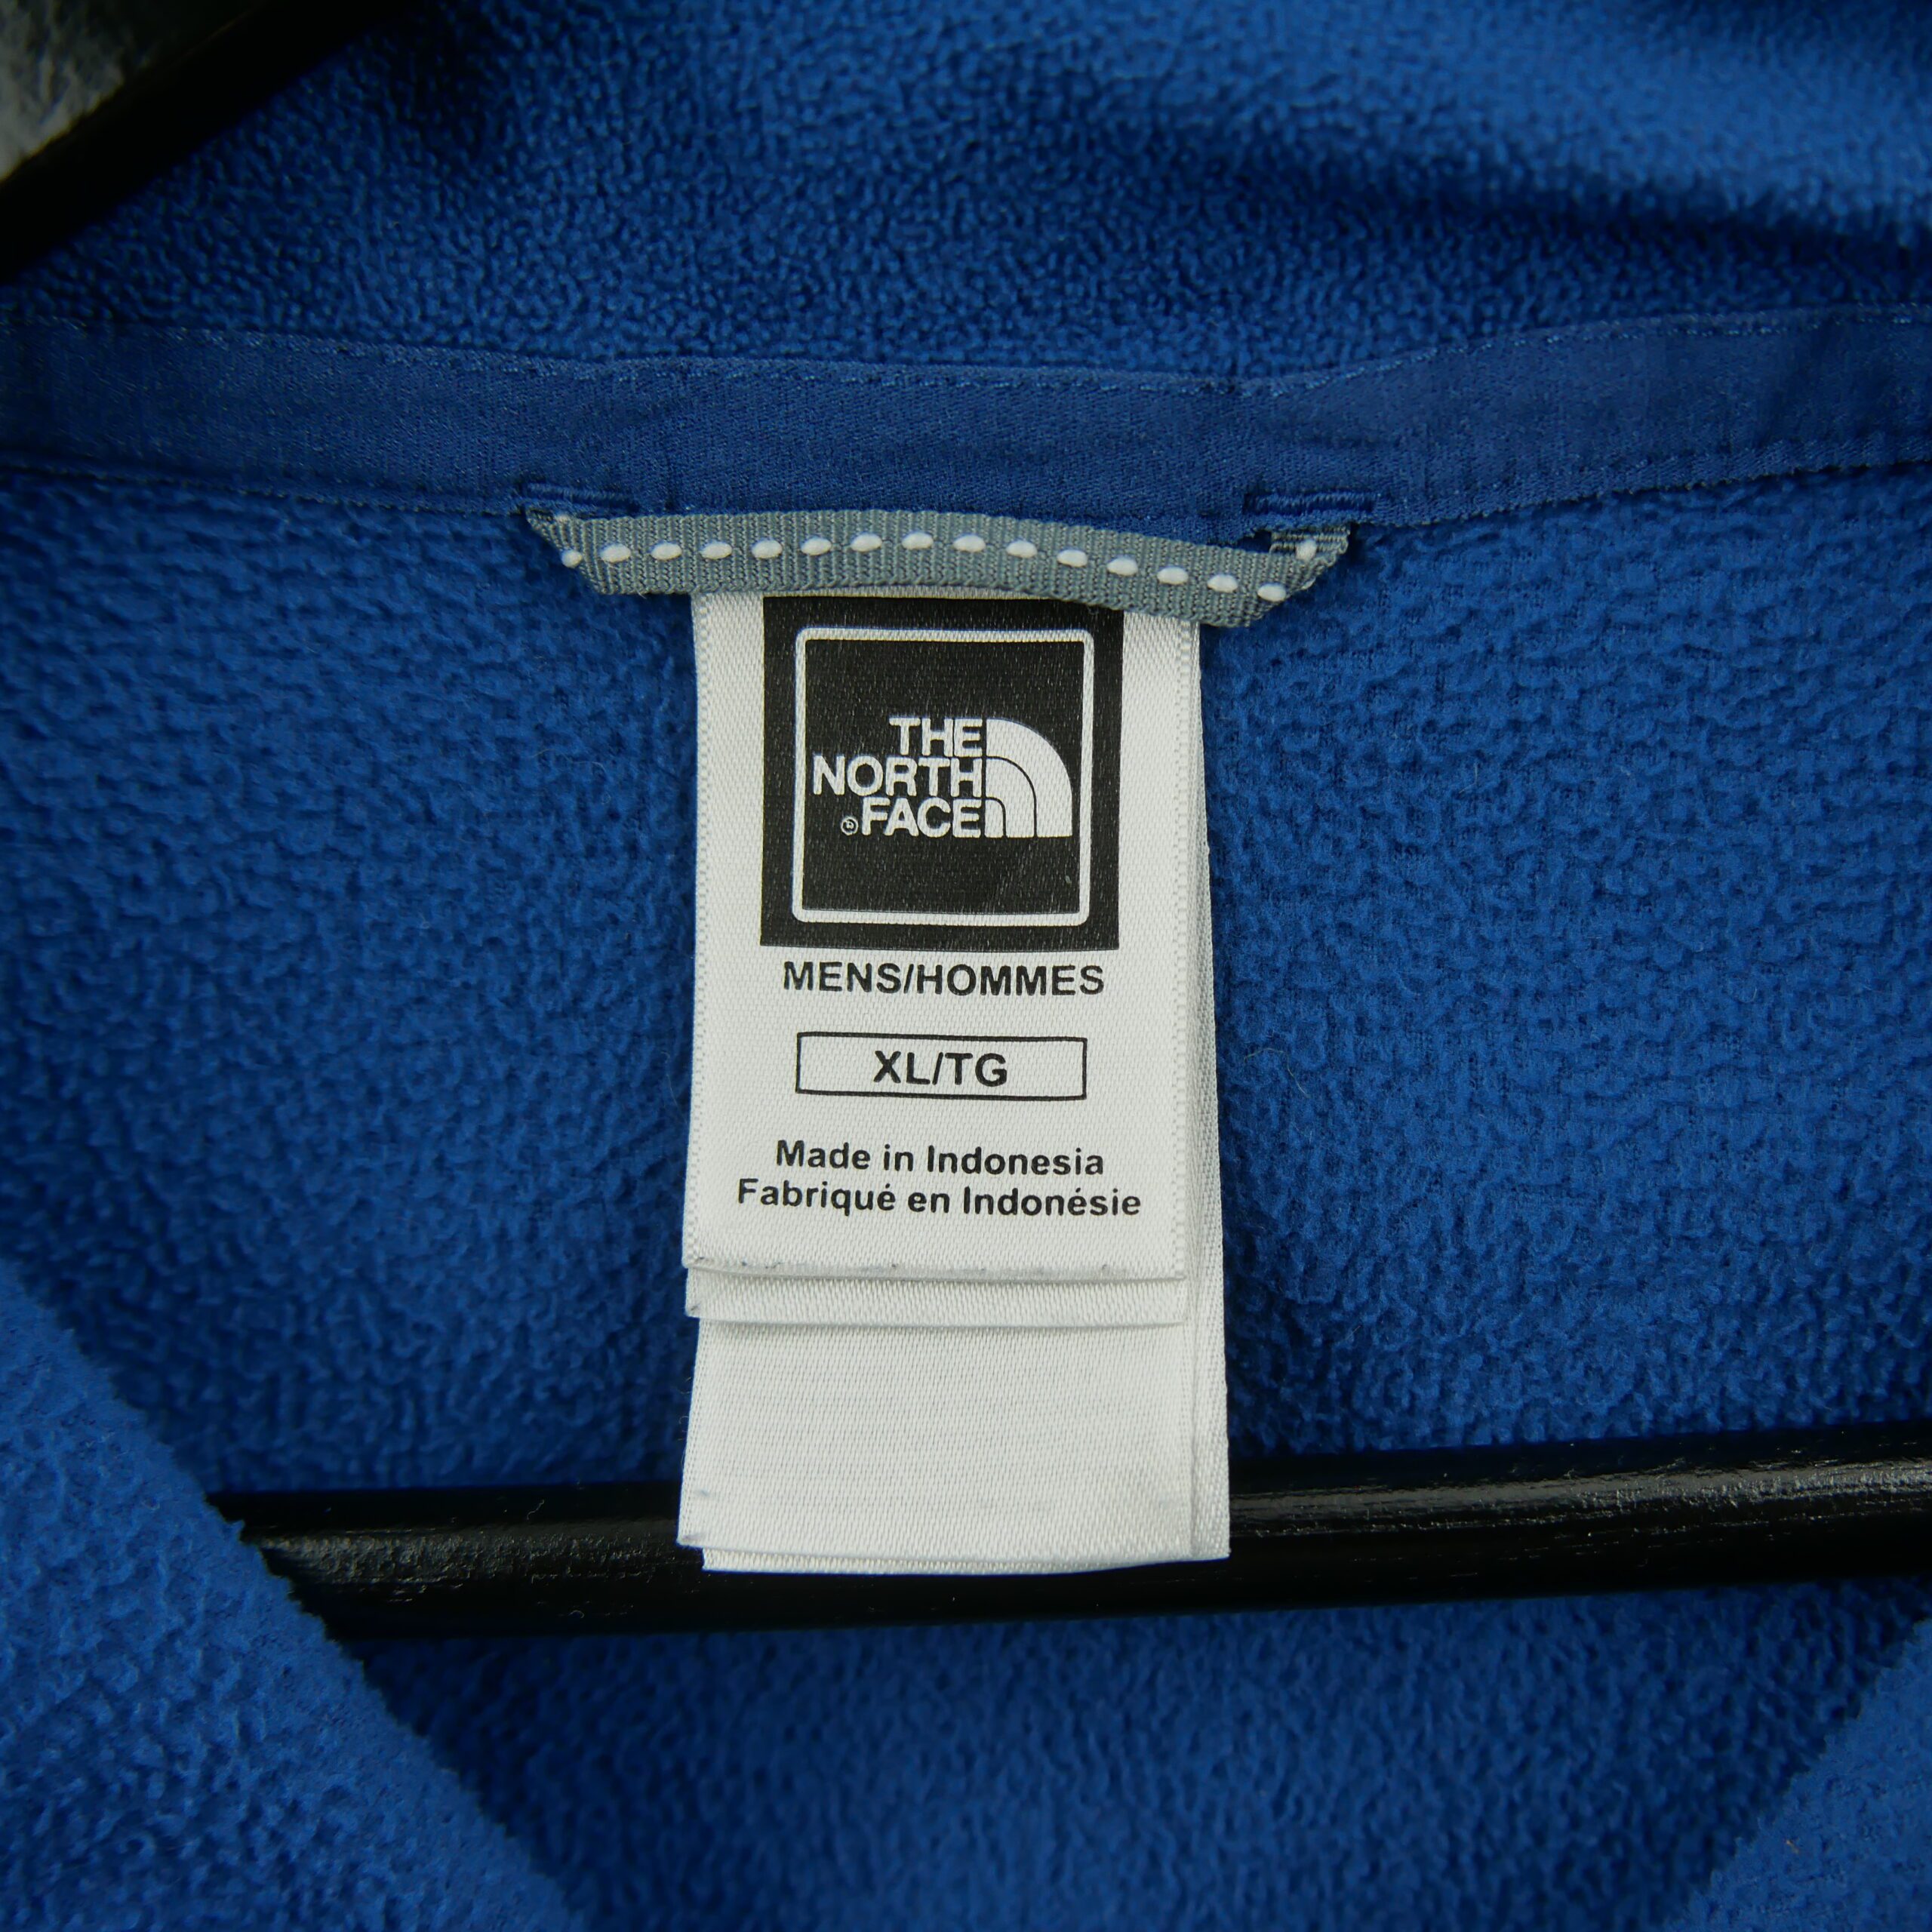 THE
NORTH
®FACE
MENS/HOMMES
XL/TG
Made in Indonesia
Fabriqué en Indonésie